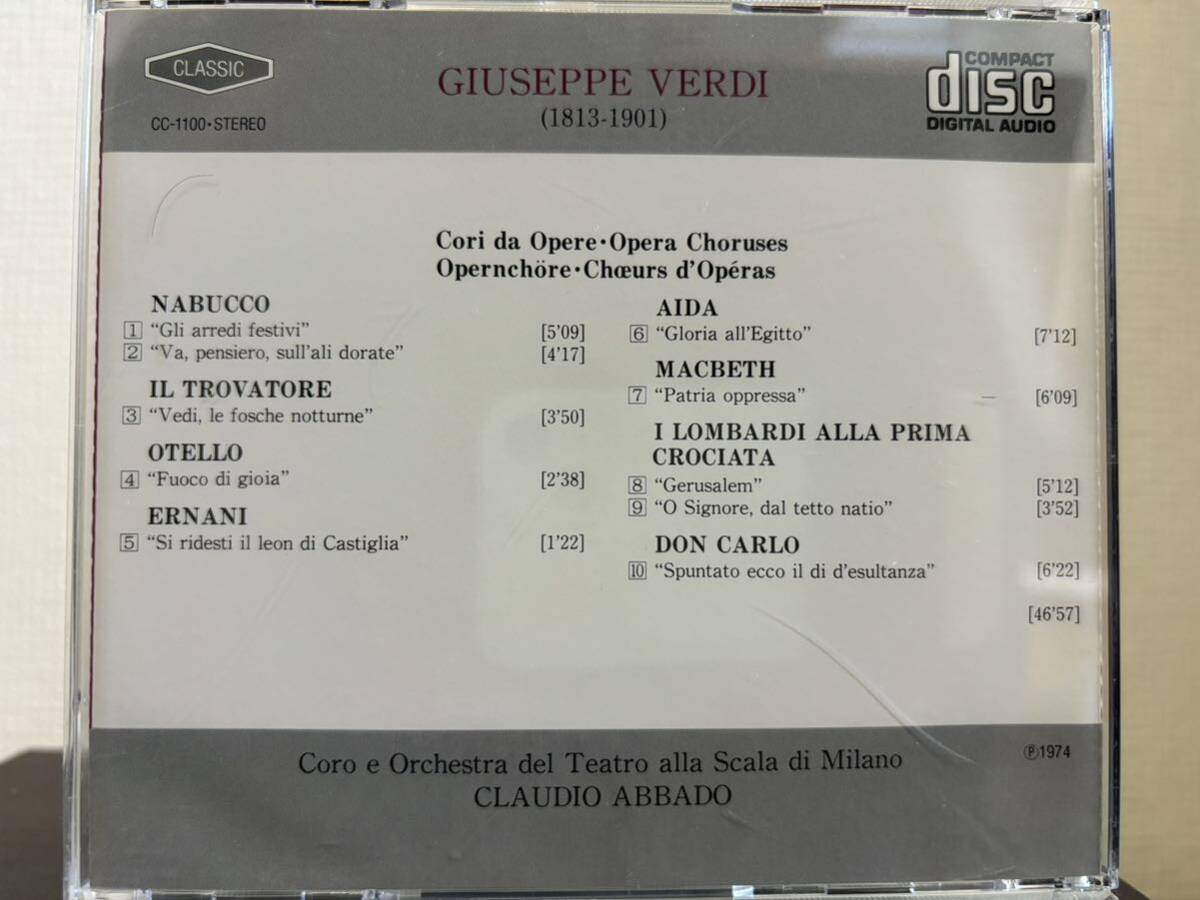 CLASSIC
CC-1100・STEREO
GIUSEPPE VERDI
(1813-1901)
COMPACT
disc
DIGITAL AUDIO
Cori da Opere・Opera Choruses
Opernchöre・Chœurs d'Opéras
NABUCCO
1 "Gli arredi festivi" [5'09]
2 "Va, pensiero, sull'ali dorate" [4'17]
IL TROVATORE
3 "Vedi, le fosche notturne" [3'50]
OTELLO
4 "Fuoco di gioia" [2'38]
ERNANI
5 "Si ridesti il leon di Castiglia" [1'22]
AIDA
6 "Gloria all'Egitto" [7'12]
MACBETH
7 "Patria oppressa" [6'09]
I LOMBARDI ALLA PRIMA
CROCIATA
8 "Gerusalem" [5'12]
9 "O Signore, dal tetto natio" [3'52]
DON CARLO
10 "Spuntato ecco il di d'esultanza" [6'22]
[46'57]
Coro e Orchestra del Teatro alla Scala di Milano
CLAUDIO ABBADO
℗1974